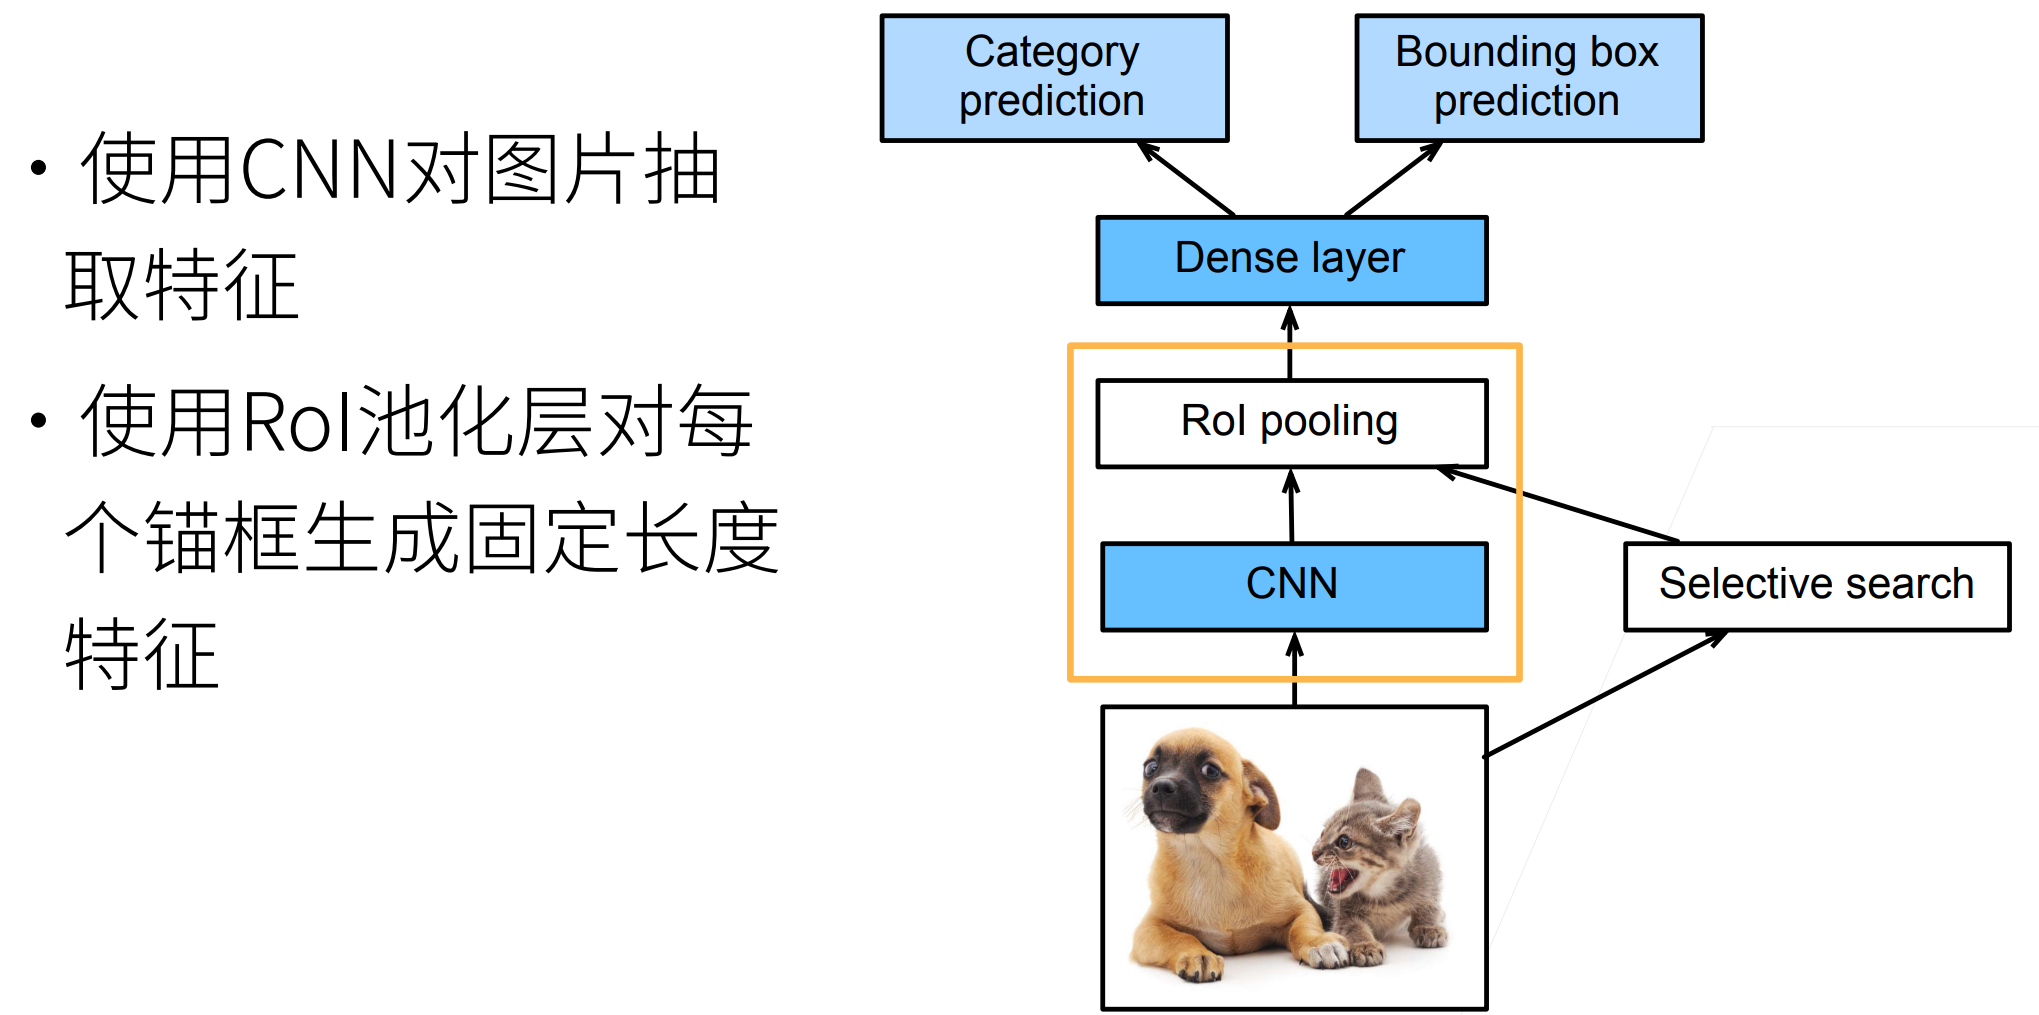 • 使用CNN对图片抽
取特征
• 使用RoI池化层对每
个锚框生成固定长度
特征
Category
prediction
Bounding box
prediction
Dense layer
RoI pooling
CNN
Selective search